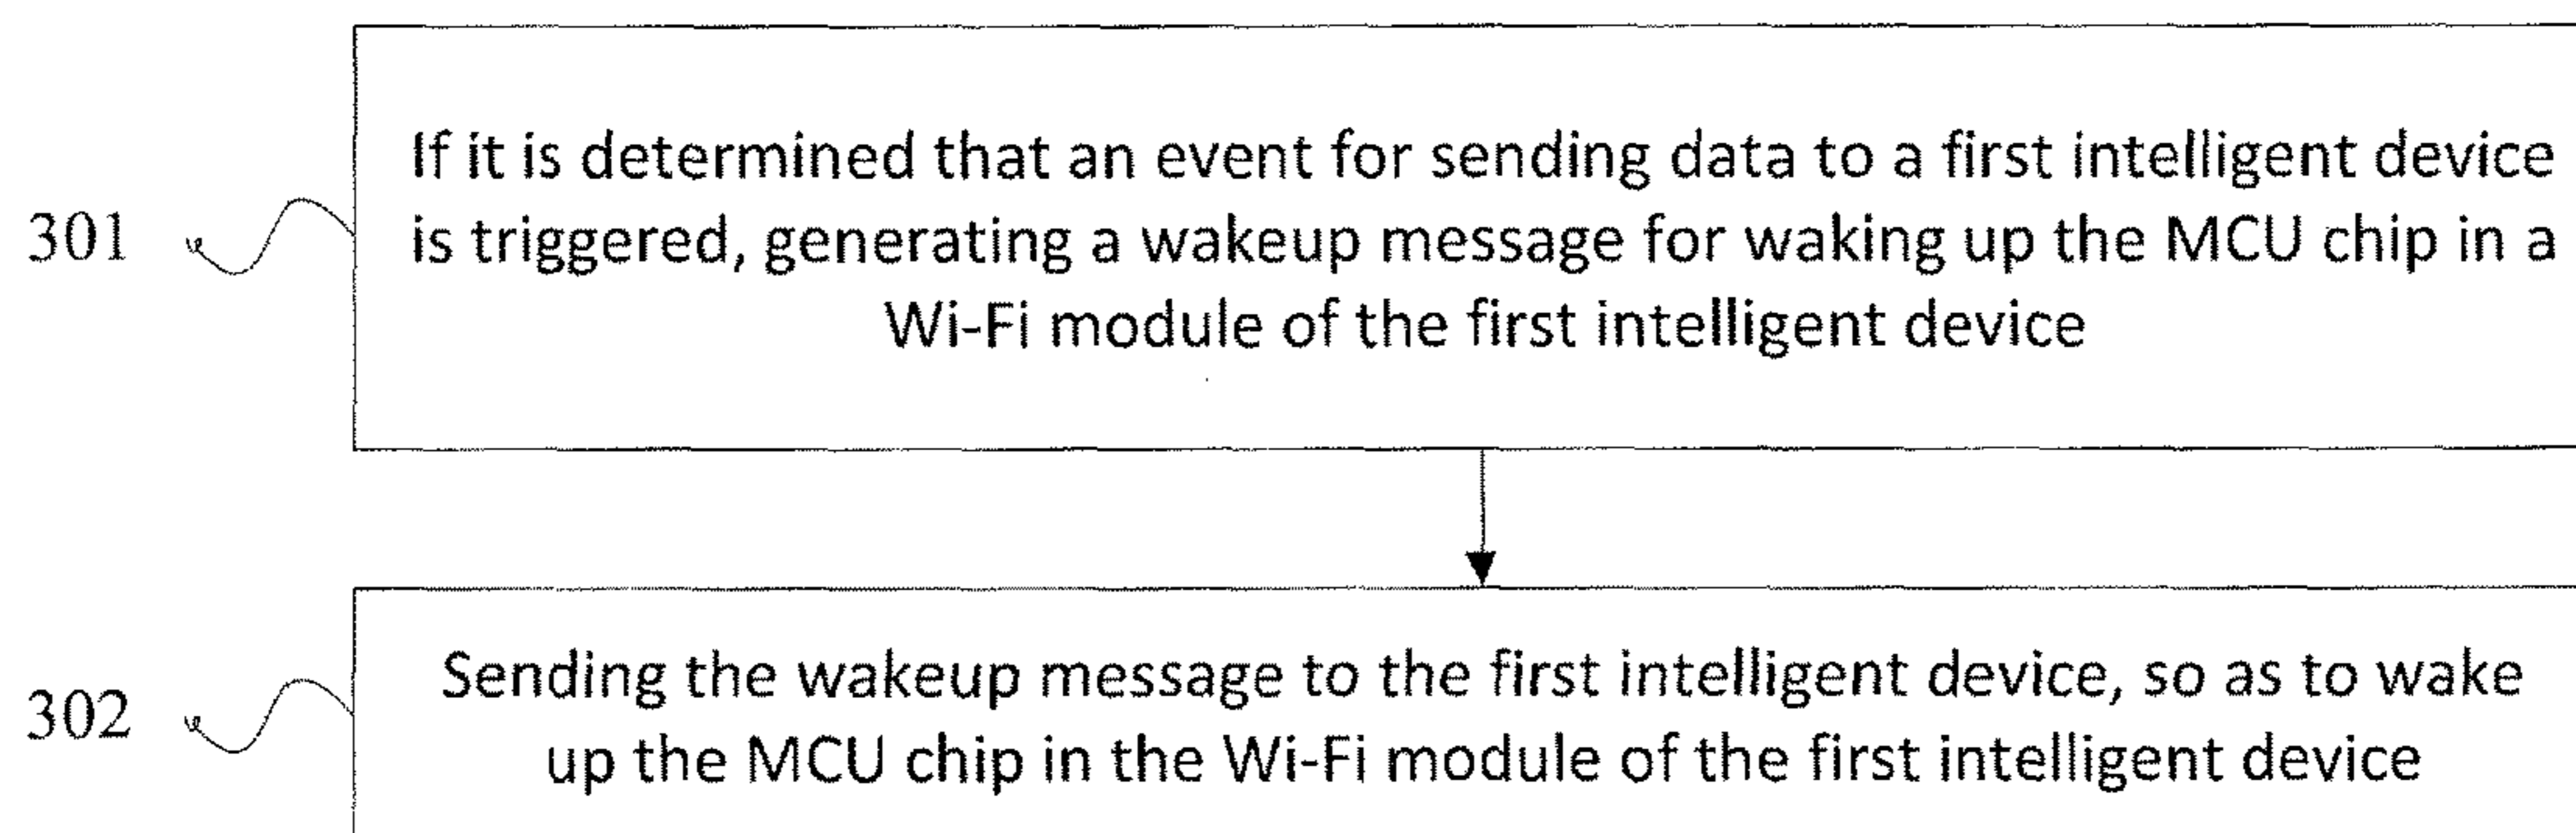 301
If it is determined that an event for sending data to a first intelligent device
is triggered, generating a wakeup message for waking up the MCU chip in a
Wi-Fi module of the first intelligent device
302
Sending the wakeup message to the first intelligent device, so as to wake
up the MCU chip in the Wi-Fi module of the first intelligent device